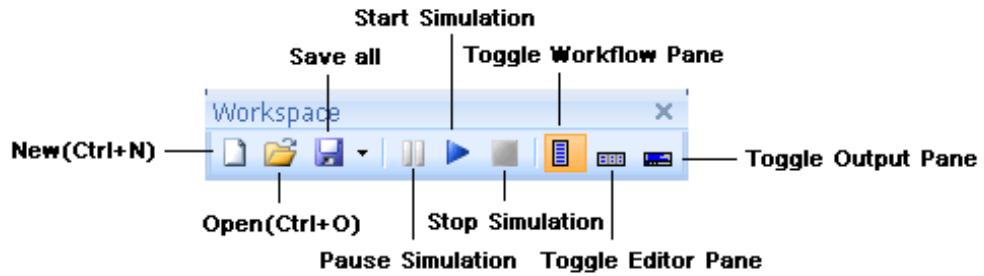 Start Simulation
Save all
Toggle Workflow Pane
Workspace
New(Ctrl+N)
Toggle Output Pane
Open(Ctrl+O)
Stop Simulation
Pause Simulation
Toggle Editor Pane